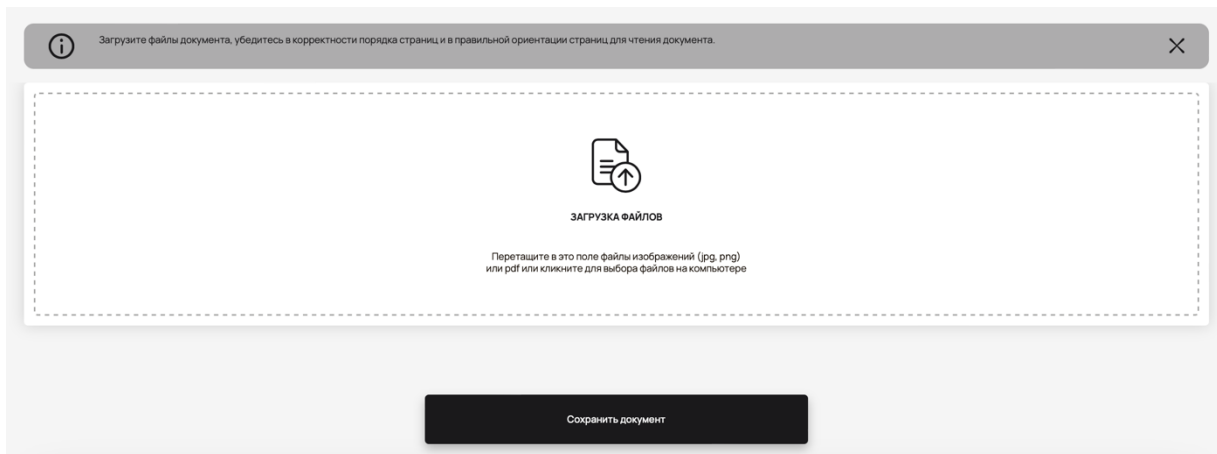 Загрузите файлы документа, убедитесь в корректности порядка страниц и в правильной ориентации страниц для чтения документа.
ЗАГРУЗКА ФАЙЛОВ
Перетащите в это поле файлы изображений (jpg, png)
или pdf или кликните для выбора файлов на компьютере
Сохранить документ